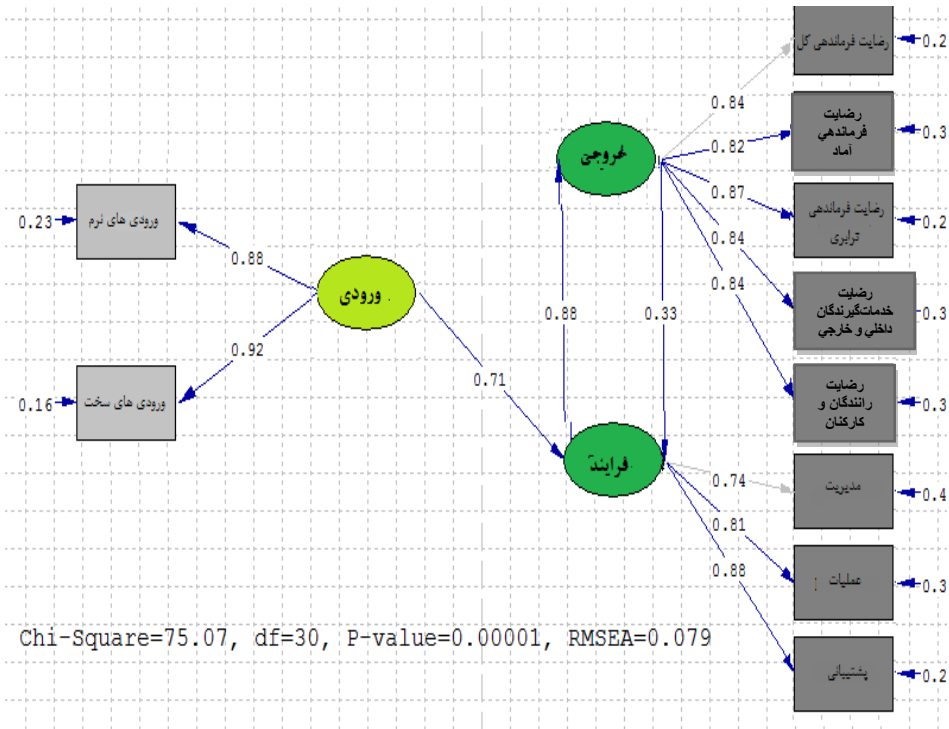 رضایت فرماندهی کل
0.2
0.84
رضایت
فرماندهي
آماد
0.3
0.82
خروجی
0.87
رضایت فرماندهی
ترابری
0.2
ورودی های نرم
0.23
0.88
0.84
ورودی
0.84
رضایت
خدمات‌گیرندگان
داخلي و خارجي
0.3
0.88
0.33
0.92
0.71
ورودی های سخت
0.16
رضایت
رانندگان و
کارکنان
0.3
فرایند
0.74
مدیریت
0.4
0.81
0.88
عملیات
0.3
Chi-Square=75.07, df=30, P-value=0.00001, RMSEA=0.079
پشتیبانی
0.2